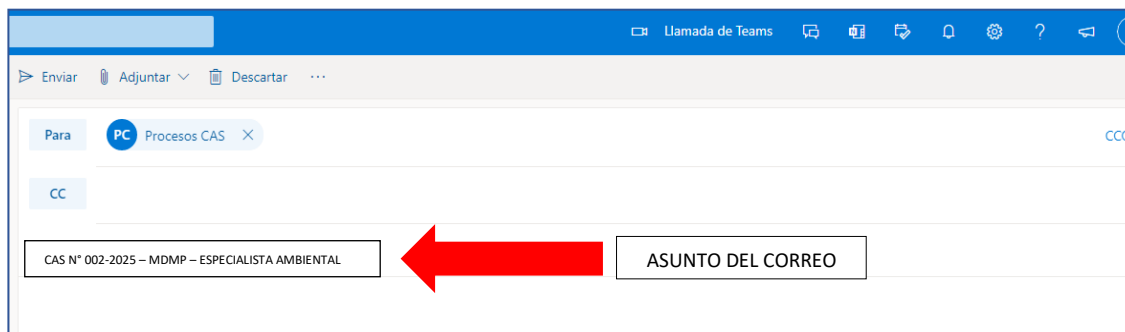 Llamada de Teams
Enviar Adjuntar Descartar ...
Para PC Procesos CAS
CC
CAS N° 002-2025 – MDMP – ESPECIALISTA AMBIENTAL
ASUNTO DEL CORREO